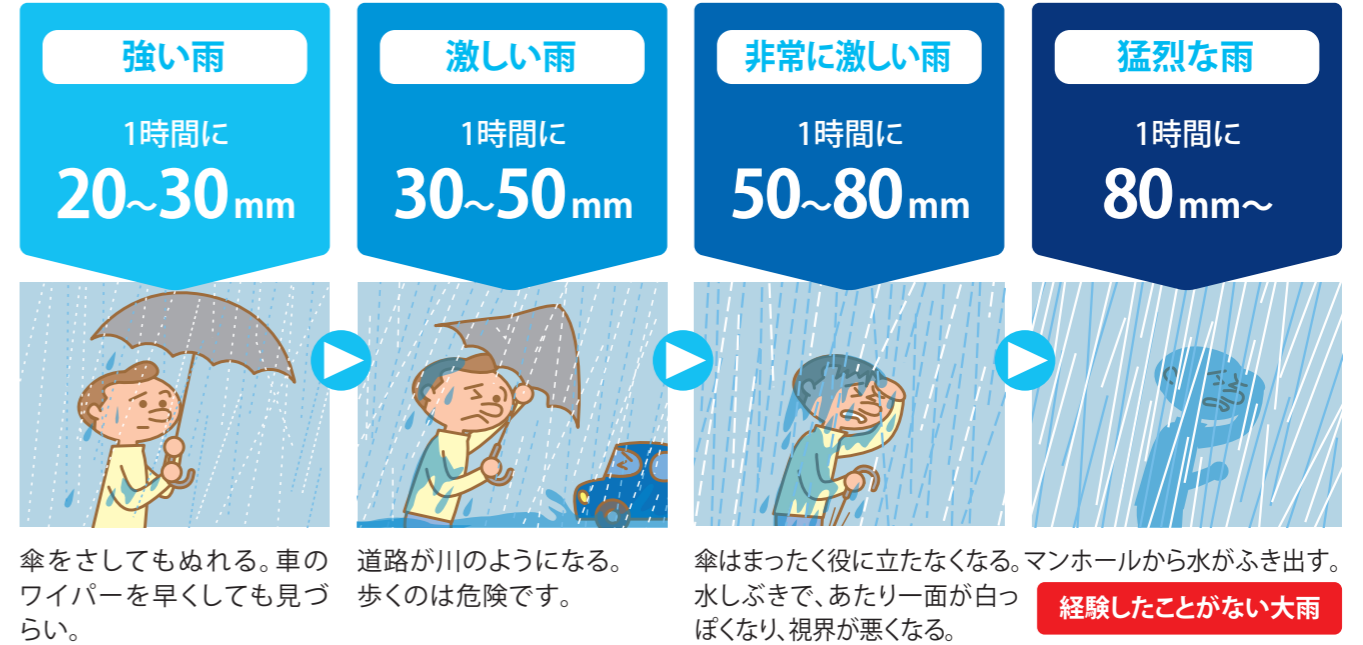 強い雨
1時間に
20~30mm
激しい雨
1時間に
30~50mm
非常に激しい雨
1時間に
50~80mm
猛烈な雨
1時間に
80mm~
傘をさしてもぬれる。車の
ワイパーを早くしても見づ
らい。
道路が川のようになる。
歩くのは危険です。
傘はまったく役に立たなくなる。
水しぶきで、あたり一面が白っ
ぽくなり、視界が悪くなる。
マンホールから水がふき出す。
経験したことがない大雨